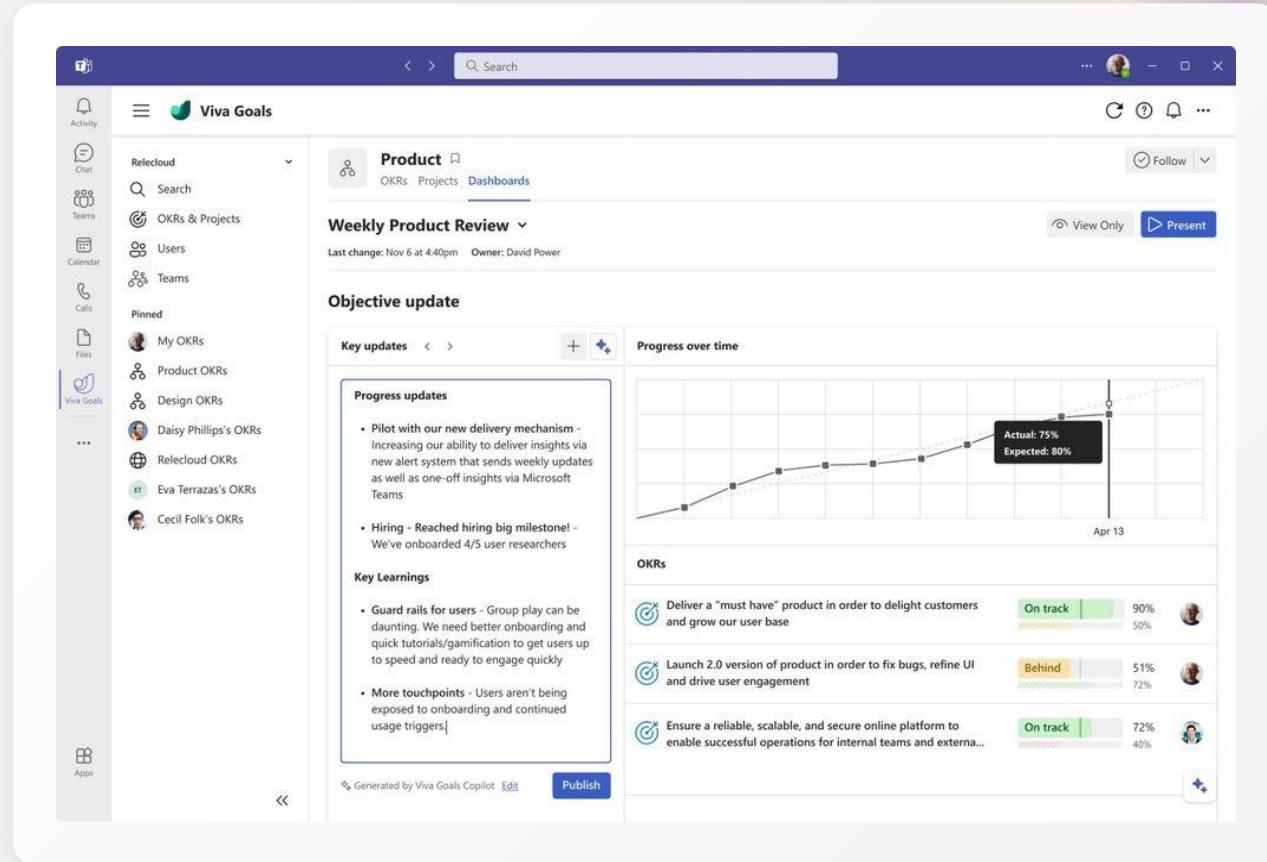 Search
Activity
Chat
Teams
Calendar
Calls
Files
Viva Goals
Apps
Viva Goals
Relecloud
Search
OKRs & Projects
Users
Teams
Pinned
My OKRs
Product OKRs
Design OKRs
Daisy Phillips's OKRs
Relecloud OKRs
ET Eva Terrazas's OKRs
Cecil Folk's OKRs
Product
OKRs Projects Dashboards
Follow
Weekly Product Review
View Only
Present
Last change: Nov 6 at 4:40pm Owner: David Power
Objective update
Key updates
Progress updates
• Pilot with our new delivery mechanism -
Increasing our ability to deliver insights via
new alert system that sends weekly updates
as well as one-off insights via Microsoft
Teams
• Hiring - Reached hiring big milestone! -
We've onboarded 4/5 user researchers
Key Learnings
• Guard rails for users - Group play can be
daunting. We need better onboarding and
quick tutorials/gamification to get users up
to speed and ready to engage quickly
• More touchpoints - Users aren't being
exposed to onboarding and continued
usage triggers.
Generated by Viva Goals Copilot Edit
Publish
Progress over time
Actual: 75%
Expected: 80%
Apr 13
OKRs
Deliver a "must have" product in order to delight customers
and grow our user base
On track
90%
50%
Launch 2.0 version of product in order to fix bugs, refine UI
and drive user engagement
Behind
51%
72%
Ensure a reliable, scalable, and secure online platform to
enable successful operations for internal teams and externa...
On track
72%
40%